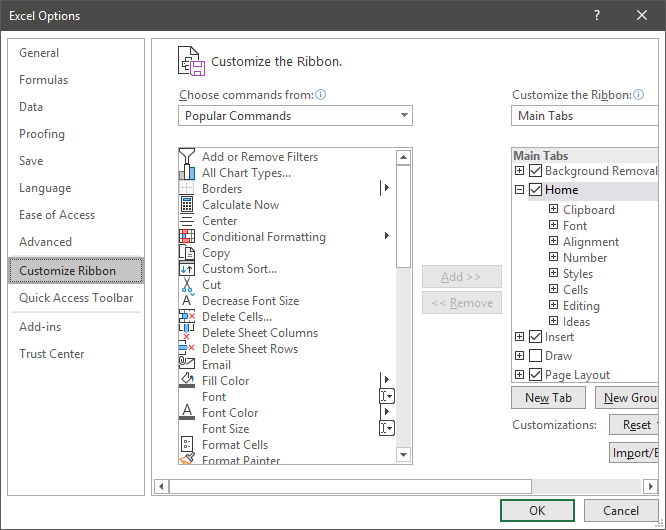 Excel Options
General
Formulas
Data
Proofing
Save
Language
Ease of Access
Advanced
Customize Ribbon
Quick Access Toolbar
Add-ins
Trust Center
Customize the Ribbon.
Choose commands from:
Popular Commands
Add or Remove Filters
All Chart Types...
Borders
Calculate Now
Center
Conditional Formatting
Copy
Custom Sort...
Cut
Decrease Font Size
Delete Cells...
Delete Sheet Columns
Delete Sheet Rows
Email
Fill Color
Font
Font Color
Font Size
Format Cells
Format Painter
Add >>
<< Remove
Customize the Ribbon:
Main Tabs
Main Tabs
Background Removal
Home
Clipboard
Font
Alignment
Number
Styles
Cells
Editing
Ideas
Insert
Draw
Page Layout
New Tab
New Grou
Customizations:
Reset
Import/E
OK
Cancel